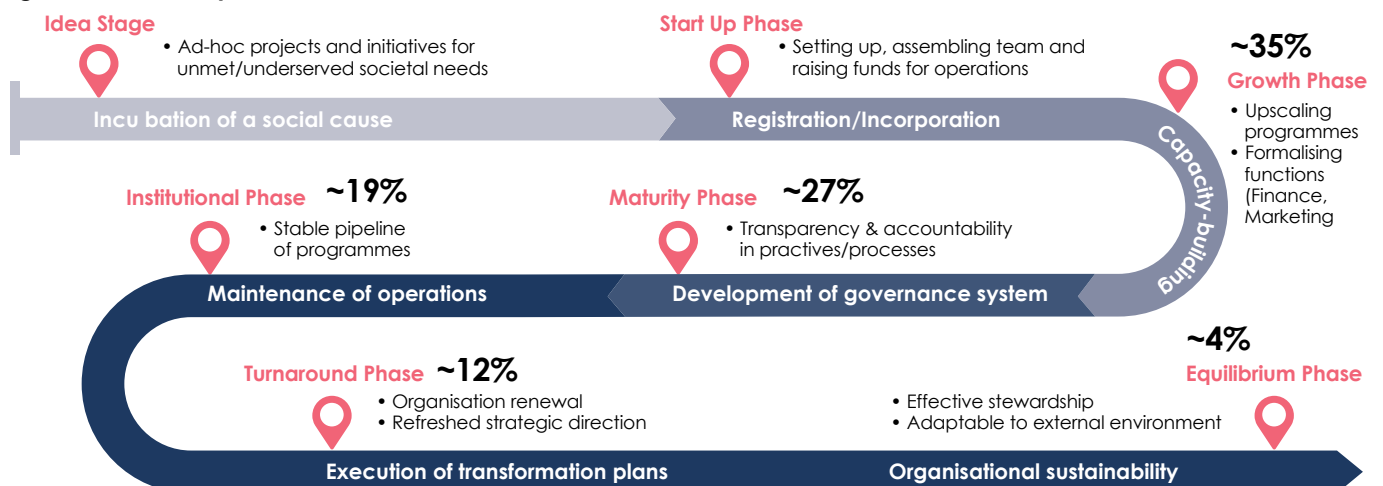 Idea Stage
• Ad-hoc projects and initiatives for
unmet/underserved societal needs
Incu bation of a social cause
Start Up Phase
• Setting up, assembling team and
raising funds for operations
Registration/Incorporation
~35%
Growth Phase
• Upscaling
programmes
• Formalising
functions
(Finance,
Marketing
Capacity-building
Maturity Phase ~27%
• Transparency & accountability
in practives/processes
Development of governance system
Institutional Phase ~19%
• Stable pipeline
of programmes
Maintenance of operations
Turnaround Phase ~12%
• Organisation renewal
• Refreshed strategic direction
Execution of transformation plans
~4%
Equilibrium Phase
• Effective stewardship
• Adaptable to external environment
Organisational sustainability